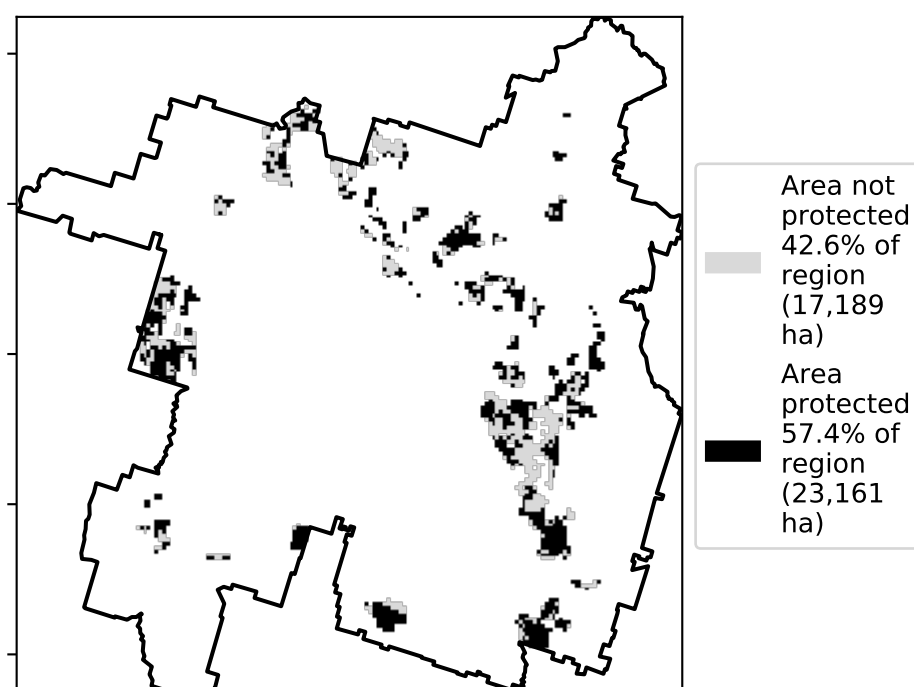 Area not
protected
42.6% of
region
(17,189
ha)
Area
protected
57.4% of
region
(23,161
ha)